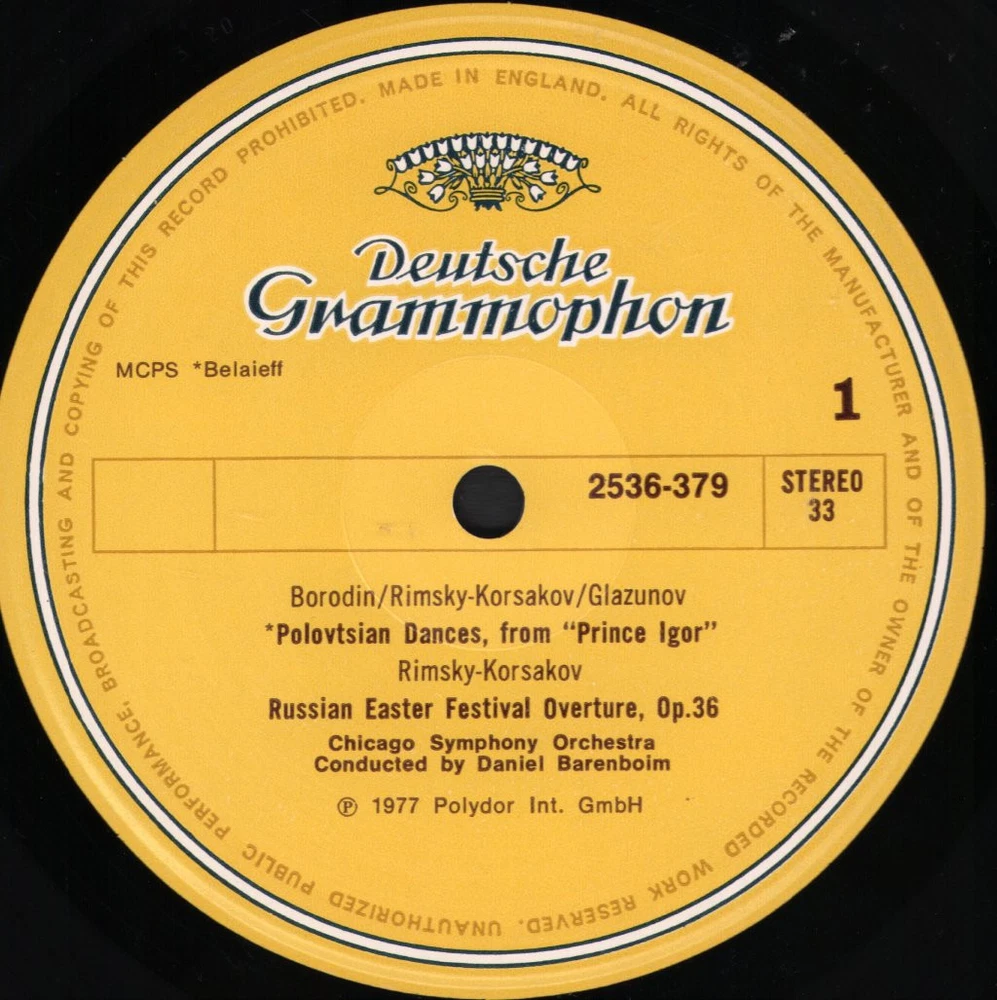 UNAUTHORIZED PUBLIC PERFORMANCE, BROADCASTING AND COPYING OF THIS RECORD PROHIBITED. MADE IN ENGLAND. ALL RIGHTS OF THE MANUFACTURER AND OF THE OWNER OF THE RECORDED WORK RESERVED.
Deutsche
Grammophon
MCPS *Belaieff
1
2536-379
STEREO
33
Borodin/Rimsky-Korsakov/Glazunov
*Polovtsian Dances, from “Prince Igor”
Rimsky-Korsakov
Russian Easter Festival Overture, Op.36
Chicago Symphony Orchestra
Conducted by Daniel Barenboim
℗ 1977 Polydor Int. GmbH